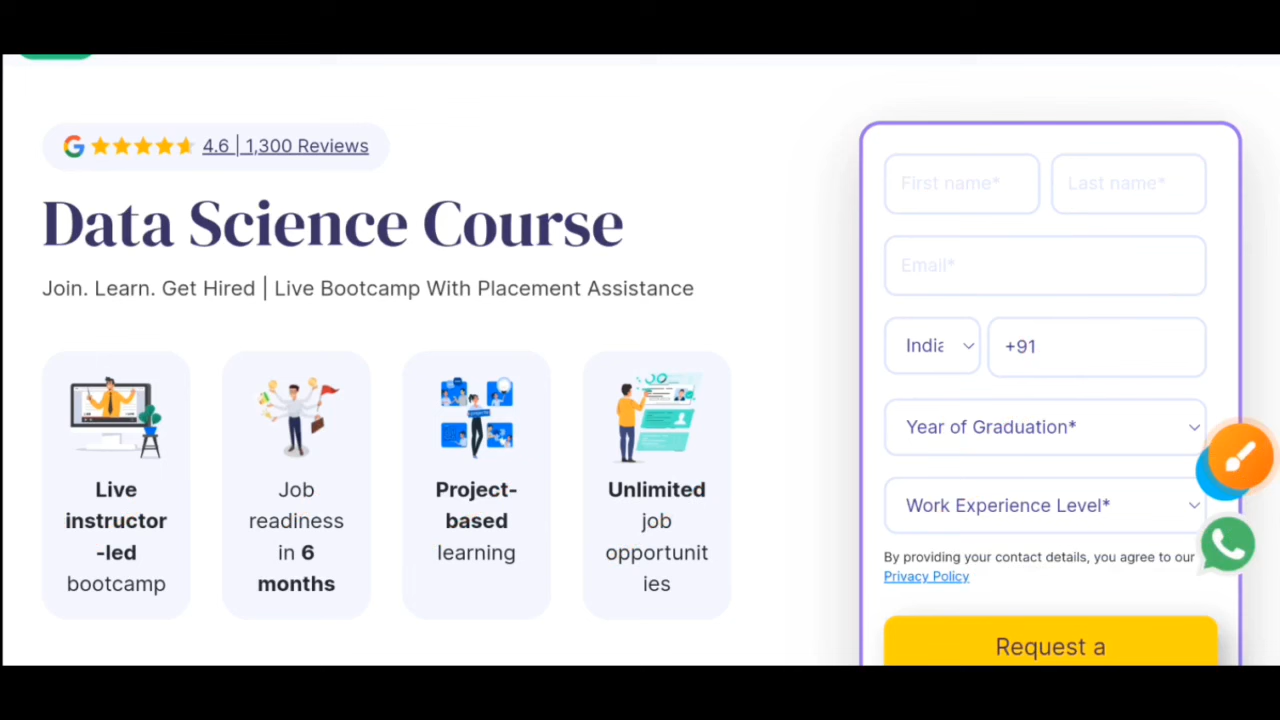 4.6 | 1,300 Reviews
Data Science Course
Join. Learn. Get Hired | Live Bootcamp With Placement Assistance
Live
instructor
-led
bootcamp
Job
readiness
in 6
months
Project-
based
learning
Unlimited
job
opportunit
ies
First name*
Last name*
Email*
India
+91
Year of Graduation*
Work Experience Level*
By providing your contact details, you agree to our
Privacy Policy
Request a